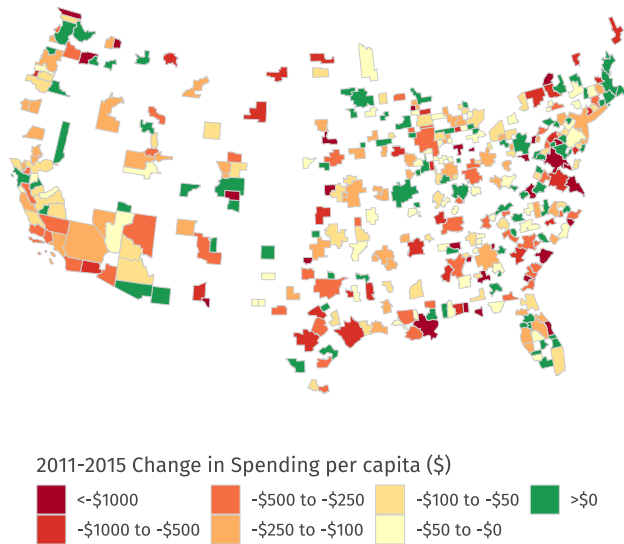 2011-2015 Change in Spending per capita ($)
<-$1000 -$500 to -$250 -$100 to -$50 >$0
-$1000 to -$500 -$250 to -$100 -$50 to -$0